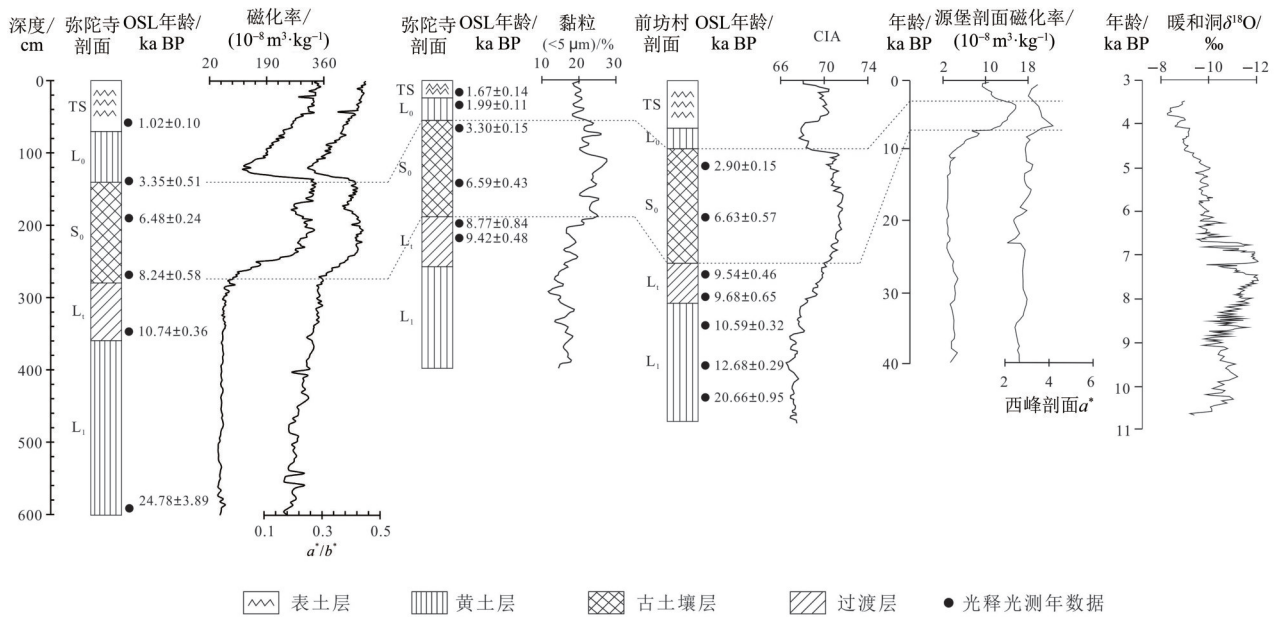 深度/
cm
弥陀寺
剖面
OSL年龄/
ka BP
磁化率/
(10⁻⁸ m³·kg⁻¹)
20 190 360
弥陀寺
剖面
OSL年龄/
ka BP
黏粒
(<5 μm)/%
10 20 30
前坊村
剖面
OSL年龄/
ka BP
CIA
66 70 74
年龄/
ka BP
源堡剖面磁化率/
(10⁻⁸ m³·kg⁻¹)
2 10 18
年龄/
ka BP
暖和洞δ¹⁸O/
‰
−8 −10 −12
0
100
200
300
400
500
600
TS
L₀
S₀
Lₜ
L₁
1.02±0.10
3.35±0.51
6.48±0.24
8.24±0.58
10.74±0.36
24.78±3.89
0.1 0.3 0.5
a*/b*
TS
L₀
S₀
Lₜ
L₁
1.67±0.14
1.99±0.11
3.30±0.15
6.59±0.43
8.77±0.84
9.42±0.48
TS
L₀
S₀
Lₜ
L₁
2.90±0.15
6.63±0.57
9.54±0.46
9.68±0.65
10.59±0.32
12.68±0.29
20.66±0.95
0
10
20
30
40
2 4 6
西峰剖面a*
3
4
5
6
7
8
9
10
11
表土层
黄土层
古土壤层
过渡层
光释光测年数据